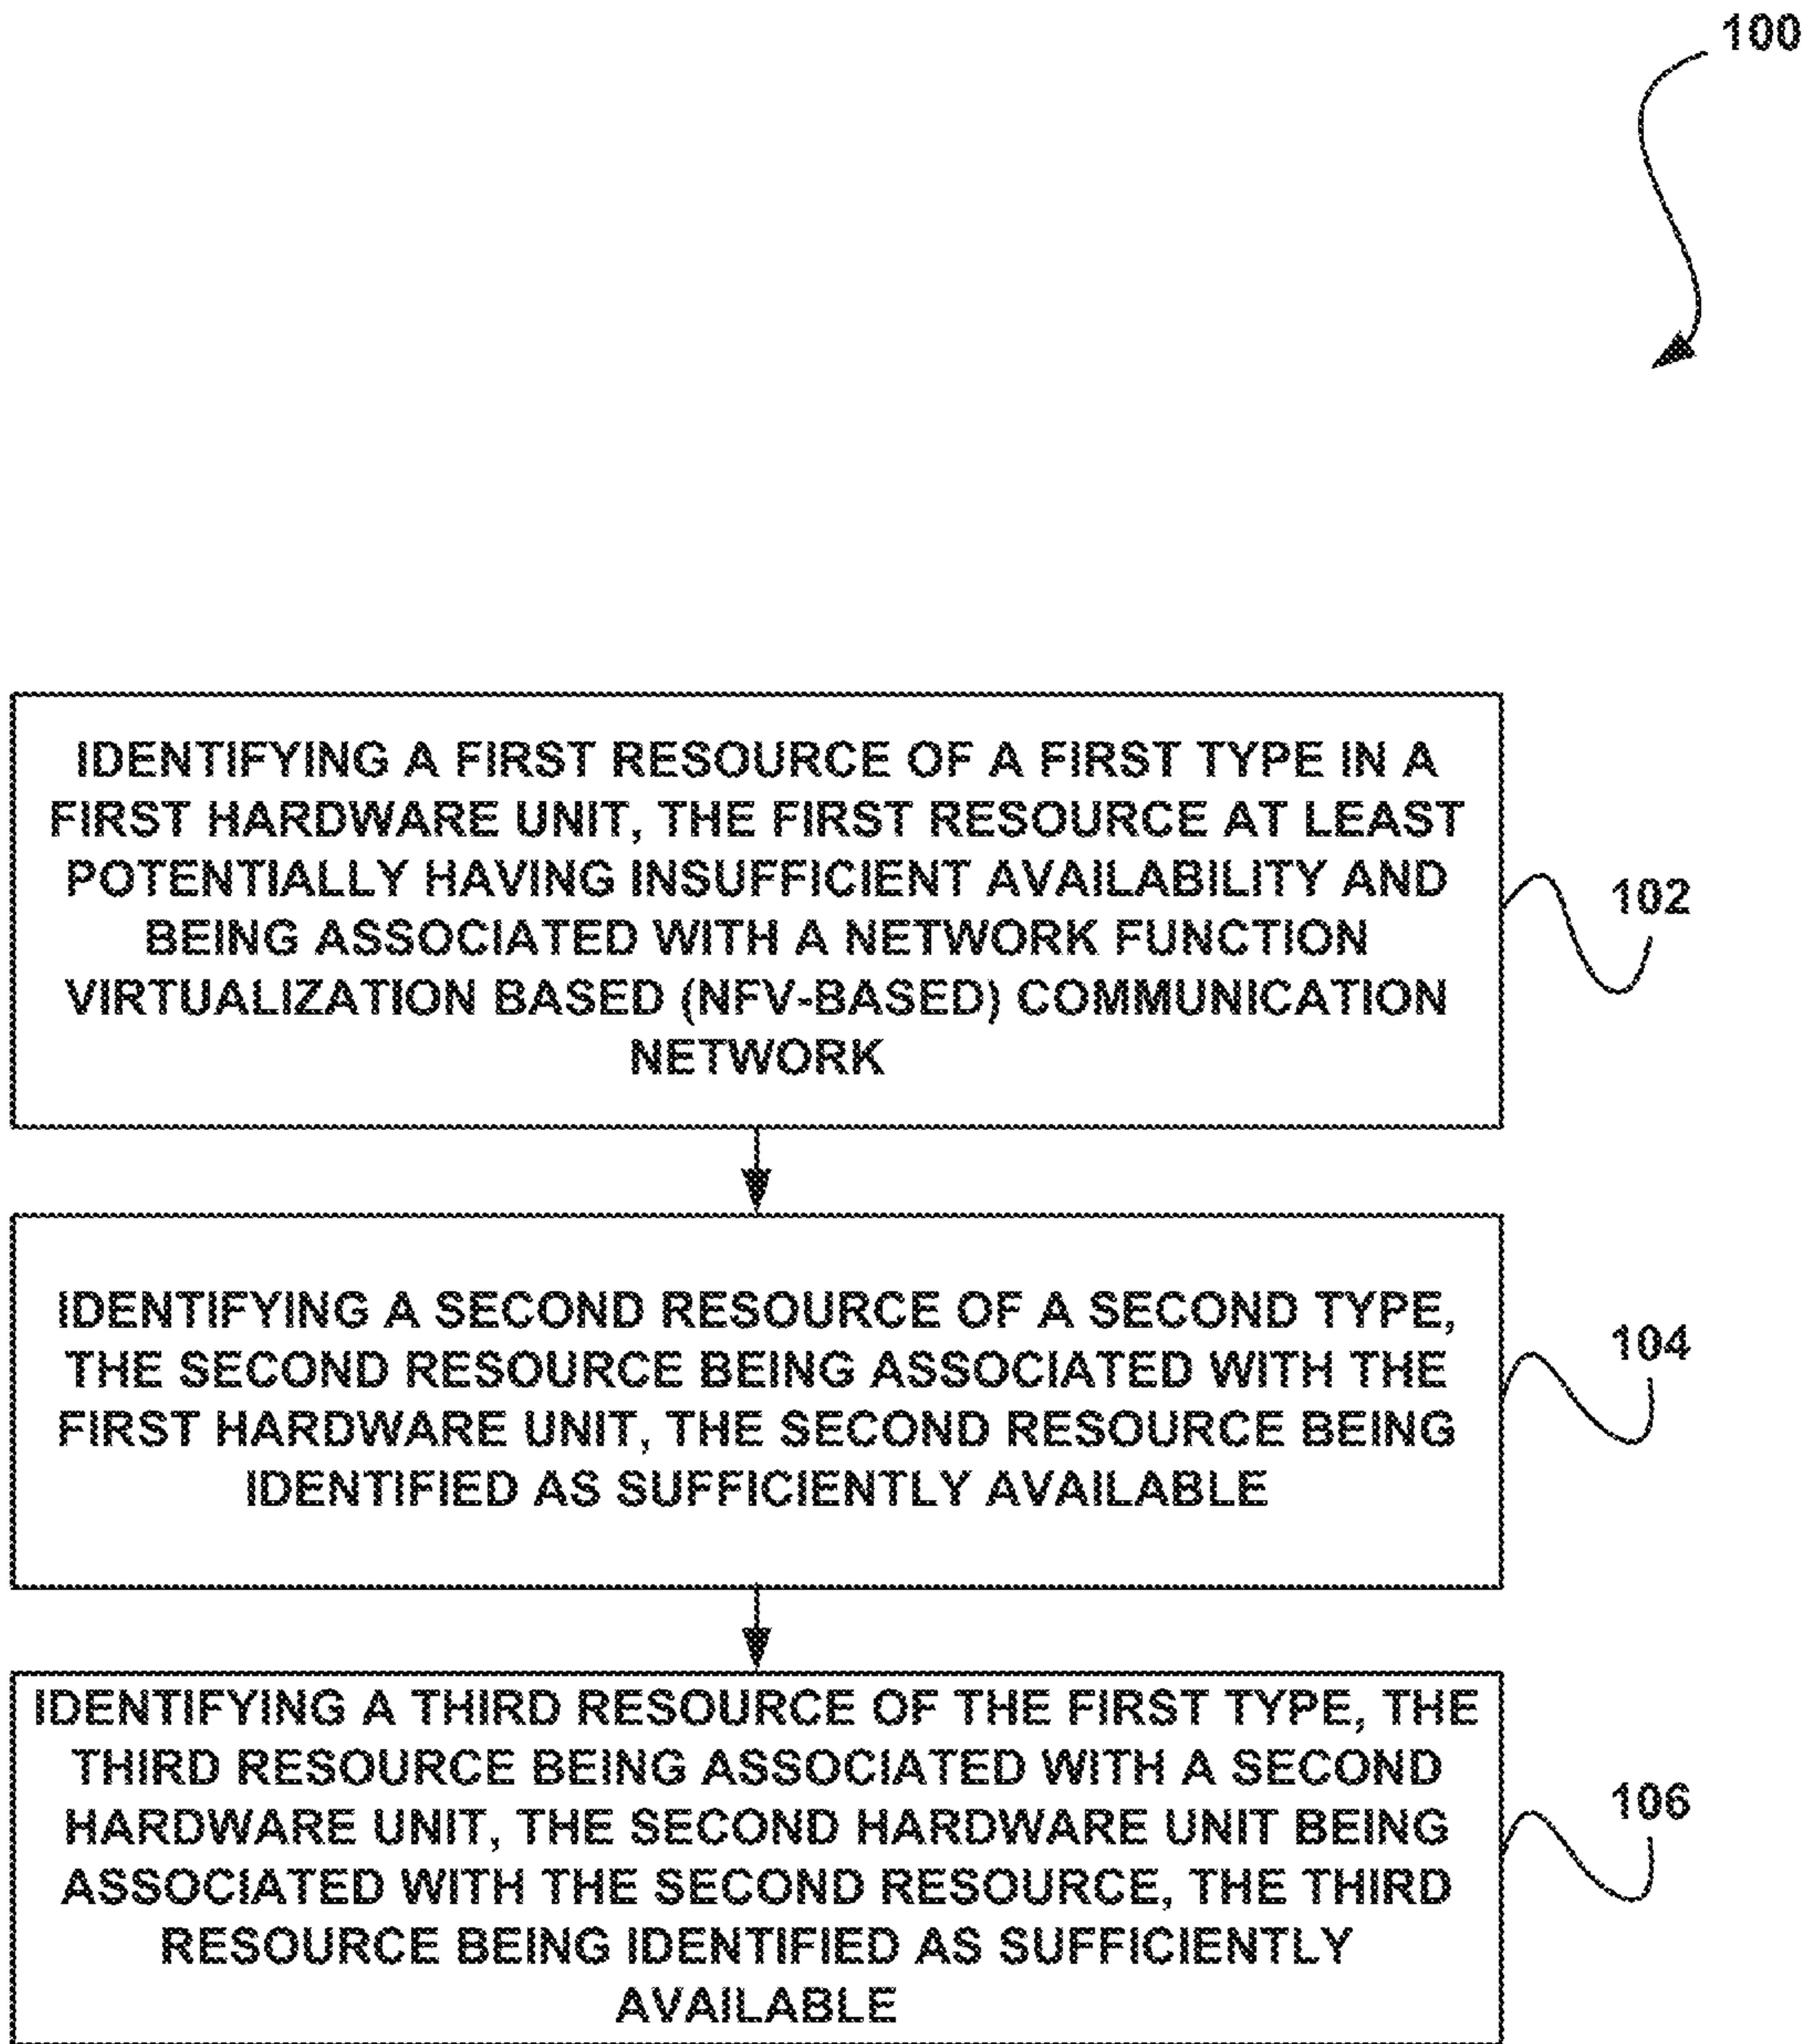 100
IDENTIFYING A FIRST RESOURCE OF A FIRST TYPE IN A
FIRST HARDWARE UNIT, THE FIRST RESOURCE AT LEAST
POTENTIALLY HAVING INSUFFICIENT AVAILABILITY AND
BEING ASSOCIATED WITH A NETWORK FUNCTION
VIRTUALIZATION BASED (NFV-BASED) COMMUNICATION
NETWORK
102
IDENTIFYING A SECOND RESOURCE OF A SECOND TYPE,
THE SECOND RESOURCE BEING ASSOCIATED WITH THE
FIRST HARDWARE UNIT, THE SECOND RESOURCE BEING
IDENTIFIED AS SUFFICIENTLY AVAILABLE
104
IDENTIFYING A THIRD RESOURCE OF THE FIRST TYPE, THE
THIRD RESOURCE BEING ASSOCIATED WITH A SECOND
HARDWARE UNIT, THE SECOND HARDWARE UNIT BEING
ASSOCIATED WITH THE SECOND RESOURCE, THE THIRD
RESOURCE BEING IDENTIFIED AS SUFFICIENTLY
AVAILABLE
106